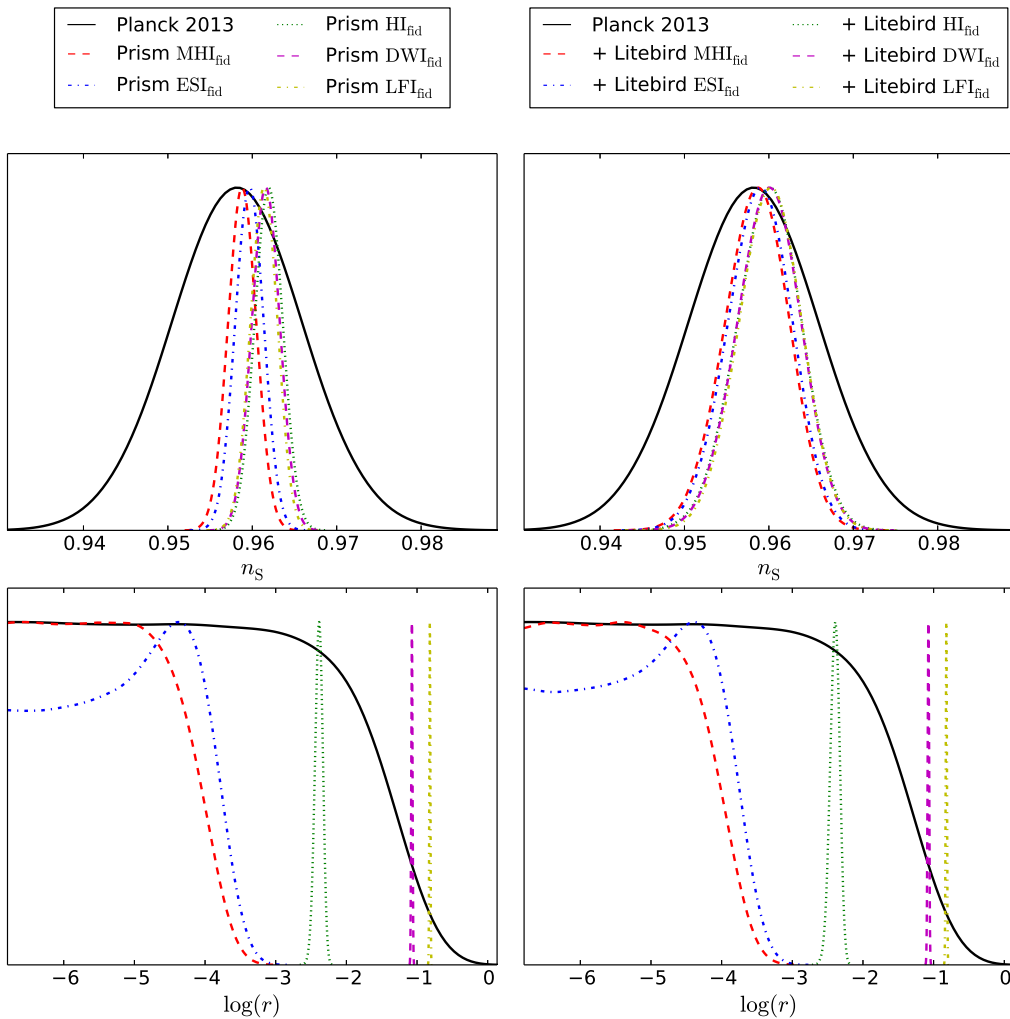 Planck 2013
Prism MHI_fid
Prism ESI_fid
Prism HI_fid
Prism DWI_fid
Prism LFI_fid
Planck 2013
+ Litebird MHI_fid
+ Litebird ESI_fid
+ Litebird HI_fid
+ Litebird DWI_fid
+ Litebird LFI_fid
0.94 0.95 0.96 0.97 0.98
n_S
0.94 0.95 0.96 0.97 0.98
n_S
−6 −5 −4 −3 −2 −1 0
log(r)
−6 −5 −4 −3 −2 −1 0
log(r)